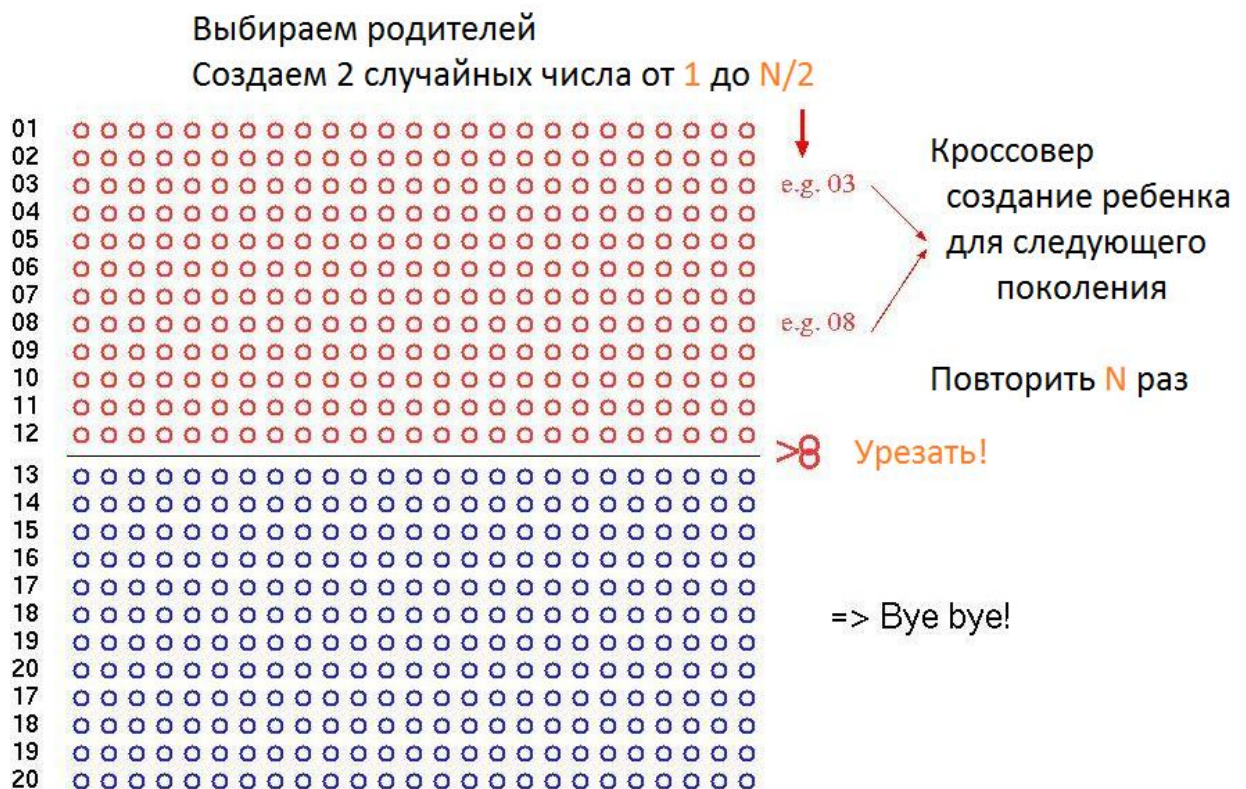 Выбираем родителей
Создаем 2 случайных числа от 1 до N/2
01
02
03
04
05
06
07
08
09
10
11
12
13
14
15
16
17
18
19
20
17
18
19
20
e.g. 03
e.g. 08
Кроссовер
создание ребенка
для следующего
поколения
Повторить N раз
>8 Урезать!
=> Bye bye!